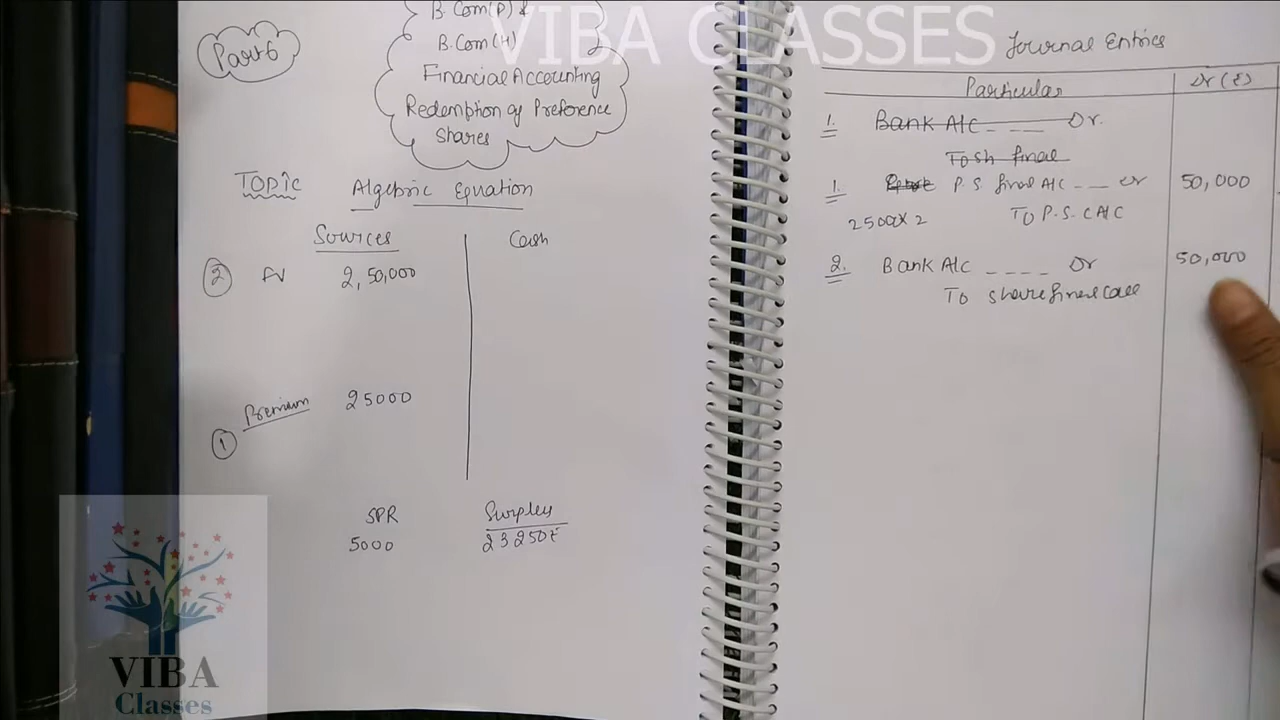 VIBA CLASSES
Part 6
B.Com(P) &
B.Com(H)
Financial Accounting
Redemption of Preference
Shares
TOPIC Algebric Equation
Sources Cash
2 FV 2,50,000
Premium 25000
1
SPR Surplus
5000 23250
Journal Entries
Particular Dr (₹)
1. Bank A/C ---- Dr.
To sh final
1. P.S final A/C --- Dr 50,000
2500x2 TO P.S.C A/C
2. Bank A/C ---- Dr 50,000
To share final Call
VIBA
Classes